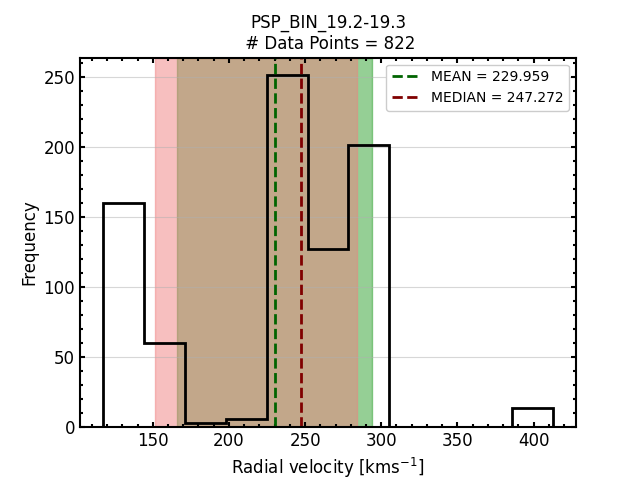 PSP_BIN_19.2-19.3
# Data Points = 822
MEAN = 229.959
MEDIAN = 247.272
250
200
150
100
50
0
Frequency
150 200 250 300 350 400
Radial velocity [kms⁻¹]